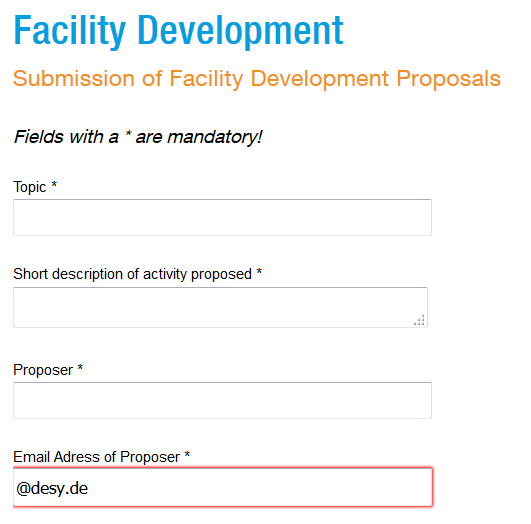 Facility Development
Submission of Facility Development Proposals
Fields with a * are mandatory!
Topic *
Short description of activity proposed *
Proposer *
Email Adress of Proposer *
@desy.de